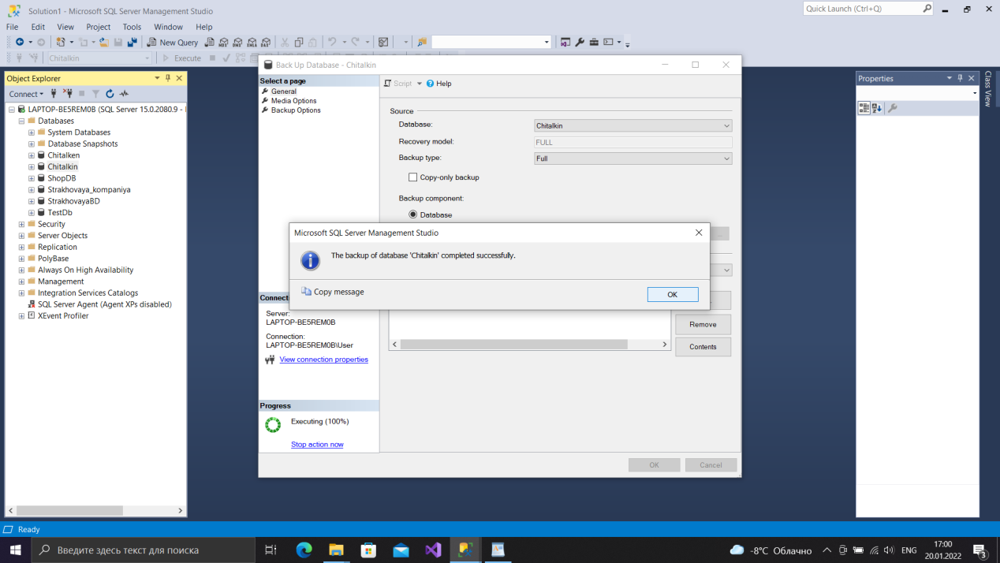 Solution1 - Microsoft SQL Server Management Studio
Quick Launch (Ctrl+Q)
File Edit View Project Tools Window Help
New Query
MDX DMX XMLA DAX
Chitalkin
Execute
Object Explorer
Connect
LAPTOP-BE5REM0B (SQL Server 15.0.2080.9 -
Databases
System Databases
Database Snapshots
Chitalken
Chitalkin
ShopDB
Strakhovaya_kompaniya
StrakhovayaBD
TestDb
Security
Server Objects
Replication
PolyBase
Always On High Availability
Management
Integration Services Catalogs
SQL Server Agent (Agent XPs disabled)
XEvent Profiler
Back Up Database - Chitalkin
Select a page
General
Media Options
Backup Options
Script Help
Source
Database: Chitalkin
Recovery model: FULL
Backup type: Full
Copy-only backup
Backup component:
Database
Microsoft SQL Server Management Studio
The backup of database 'Chitalkin' completed successfully.
Copy message
OK
Server:
LAPTOP-BE5REM0B
Connection:
LAPTOP-BE5REM0B\User
View connection properties
Remove
Contents
Progress
Executing (100%)
Stop action now
OK Cancel
Properties
Class View
Ready
Введите здесь текст для поиска
-8°C Облачно
ENG
17:00
20.01.2022
3